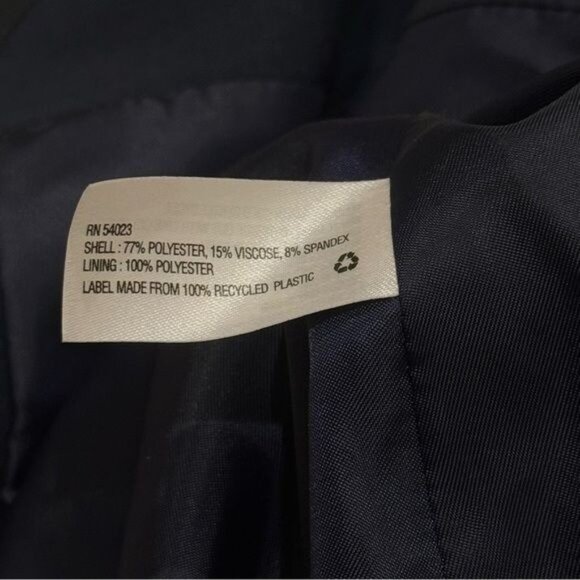 RN 54023
SHELL : 77% POLYESTER, 15% VISCOSE, 8% SPANDEX
LINING : 100% POLYESTER
LABEL MADE FROM 100% RECYCLED PLASTIC